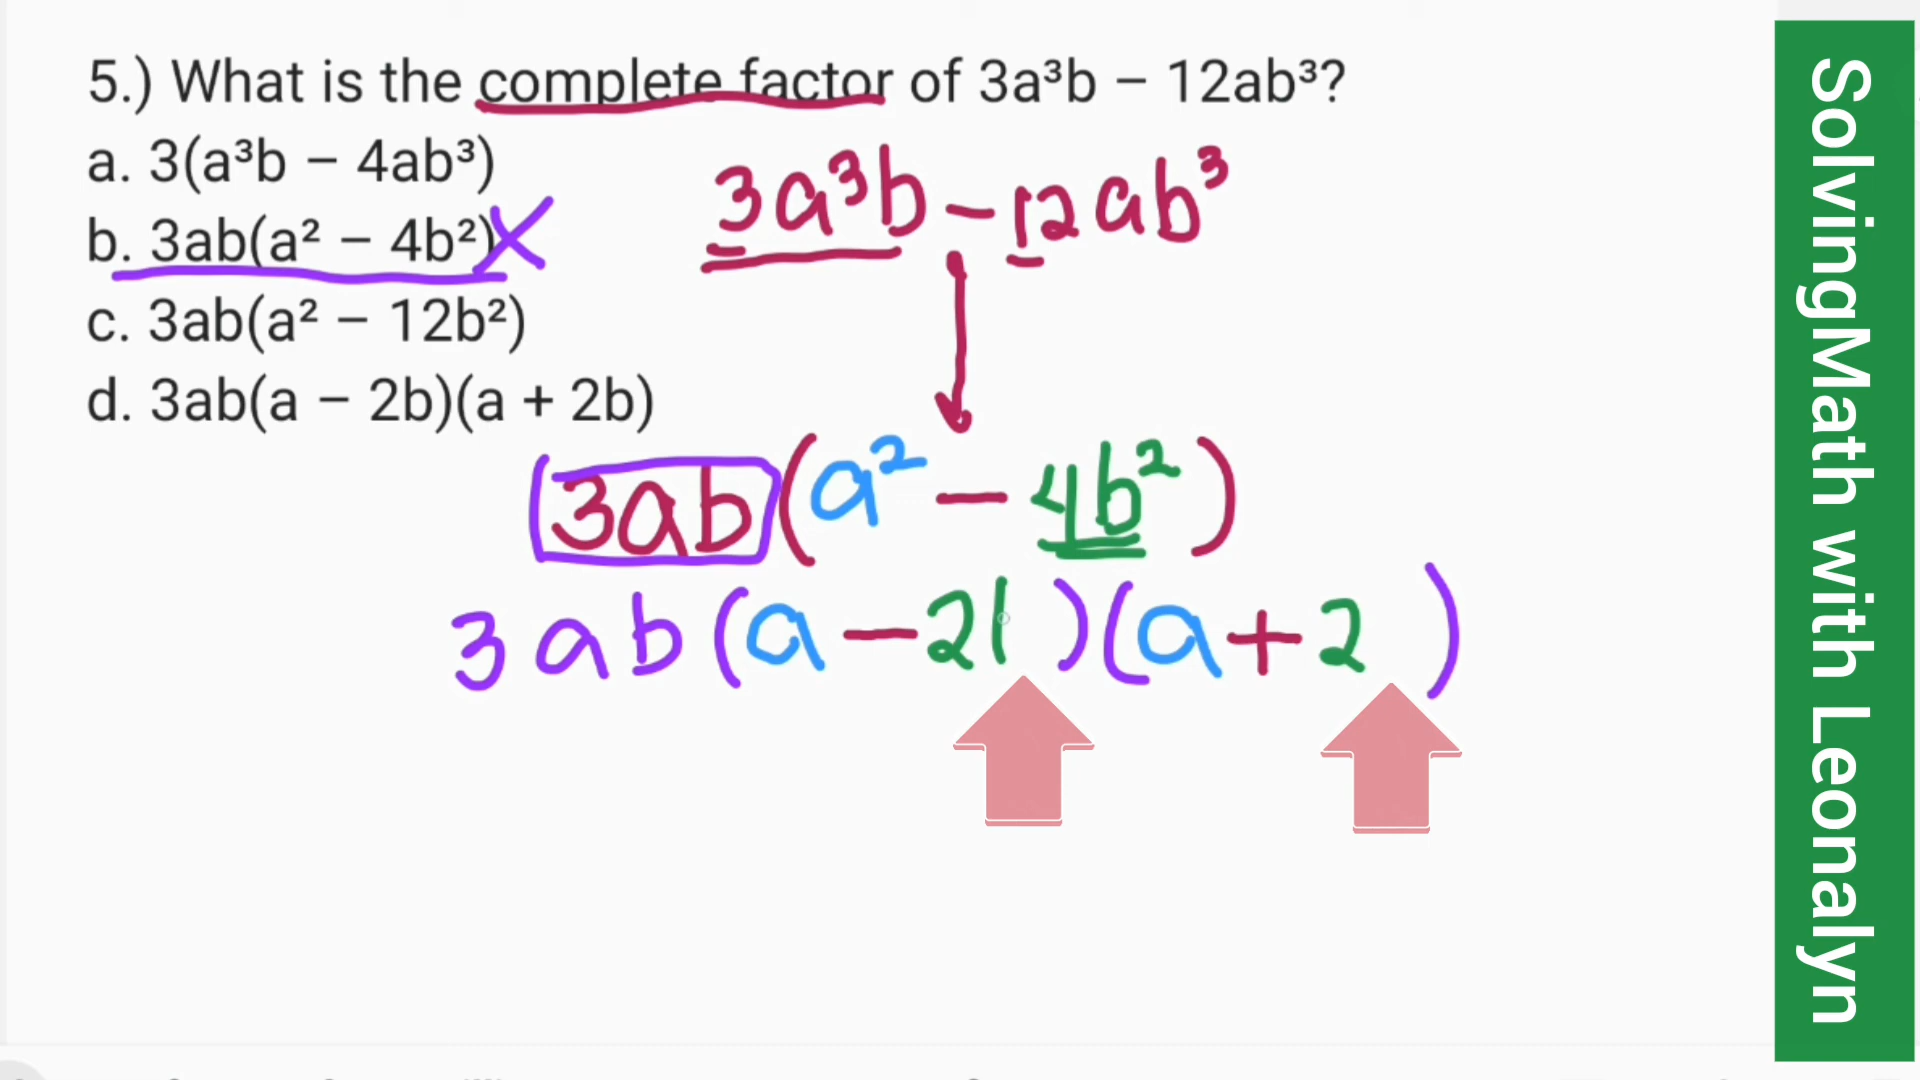 5.) What is the complete factor of 3a³b – 12ab³?
a. 3(a³b – 4ab³)
b. 3ab(a² – 4b²)
c. 3ab(a² – 12b²)
d. 3ab(a – 2b)(a + 2b)
3a³b – 12ab³
3ab(a² – 4b²)
3ab(a – 2l )(a + 2 )
SolvingMath with Leonalyn